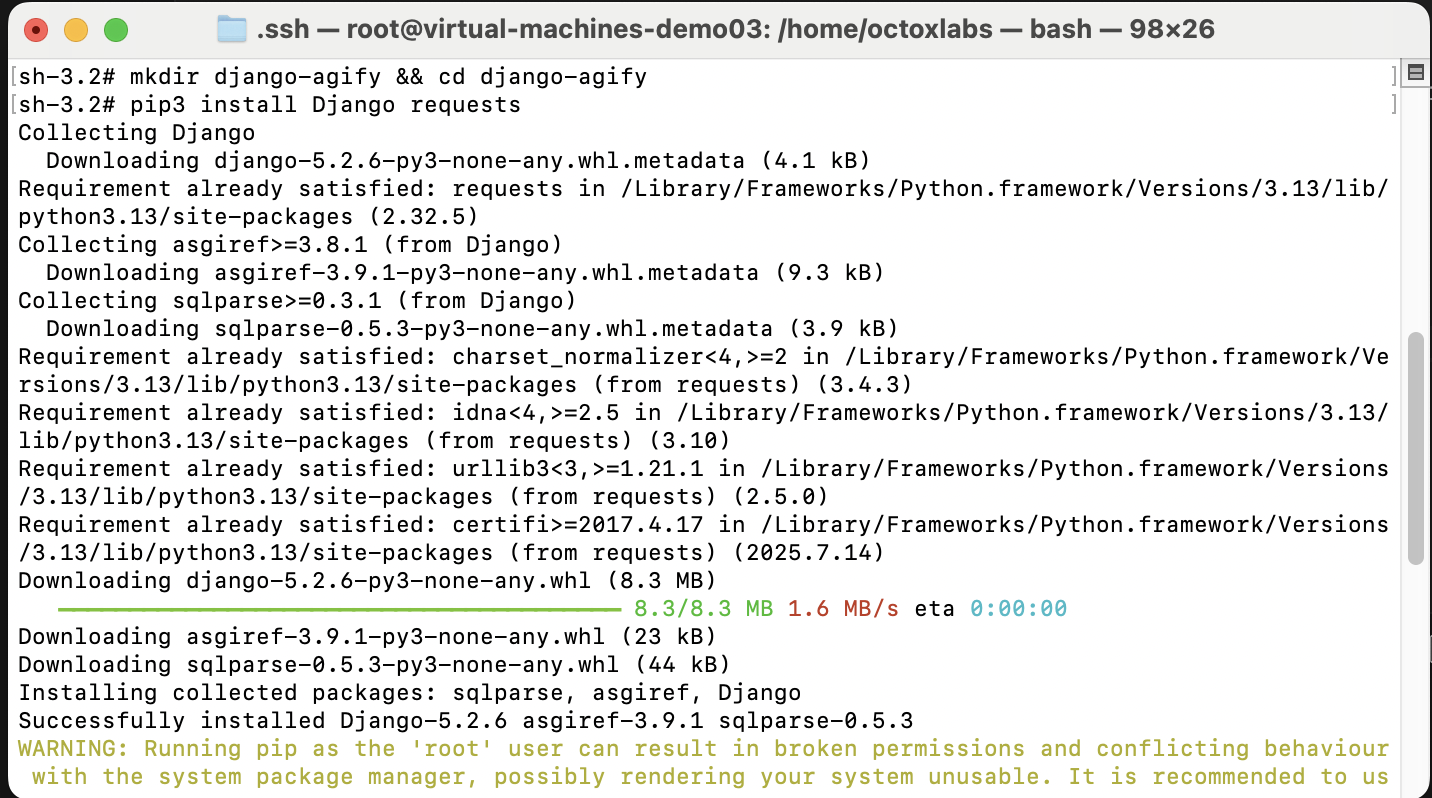 .ssh — root@virtual-machines-demo03: /home/octoxlabs — bash — 98×26
[sh-3.2# mkdir django-agify && cd django-agify ]
[sh-3.2# pip3 install Django requests ]
Collecting Django
  Downloading django-5.2.6-py3-none-any.whl.metadata (4.1 kB)
Requirement already satisfied: requests in /Library/Frameworks/Python.framework/Versions/3.13/lib/
python3.13/site-packages (2.32.5)
Collecting asgiref>=3.8.1 (from Django)
  Downloading asgiref-3.9.1-py3-none-any.whl.metadata (9.3 kB)
Collecting sqlparse>=0.3.1 (from Django)
  Downloading sqlparse-0.5.3-py3-none-any.whl.metadata (3.9 kB)
Requirement already satisfied: charset_normalizer<4,>=2 in /Library/Frameworks/Python.framework/Ve
rsions/3.13/lib/python3.13/site-packages (from requests) (3.4.3)
Requirement already satisfied: idna<4,>=2.5 in /Library/Frameworks/Python.framework/Versions/3.13/
lib/python3.13/site-packages (from requests) (3.10)
Requirement already satisfied: urllib3<3,>=1.21.1 in /Library/Frameworks/Python.framework/Versions
/3.13/lib/python3.13/site-packages (from requests) (2.5.0)
Requirement already satisfied: certifi>=2017.4.17 in /Library/Frameworks/Python.framework/Versions
/3.13/lib/python3.13/site-packages (from requests) (2025.7.14)
Downloading django-5.2.6-py3-none-any.whl (8.3 MB)
8.3/8.3 MB 1.6 MB/s eta 0:00:00
Downloading asgiref-3.9.1-py3-none-any.whl (23 kB)
Downloading sqlparse-0.5.3-py3-none-any.whl (44 kB)
Installing collected packages: sqlparse, asgiref, Django
Successfully installed Django-5.2.6 asgiref-3.9.1 sqlparse-0.5.3
WARNING: Running pip as the 'root' user can result in broken permissions and conflicting behaviour
 with the system package manager, possibly rendering your system unusable. It is recommended to us